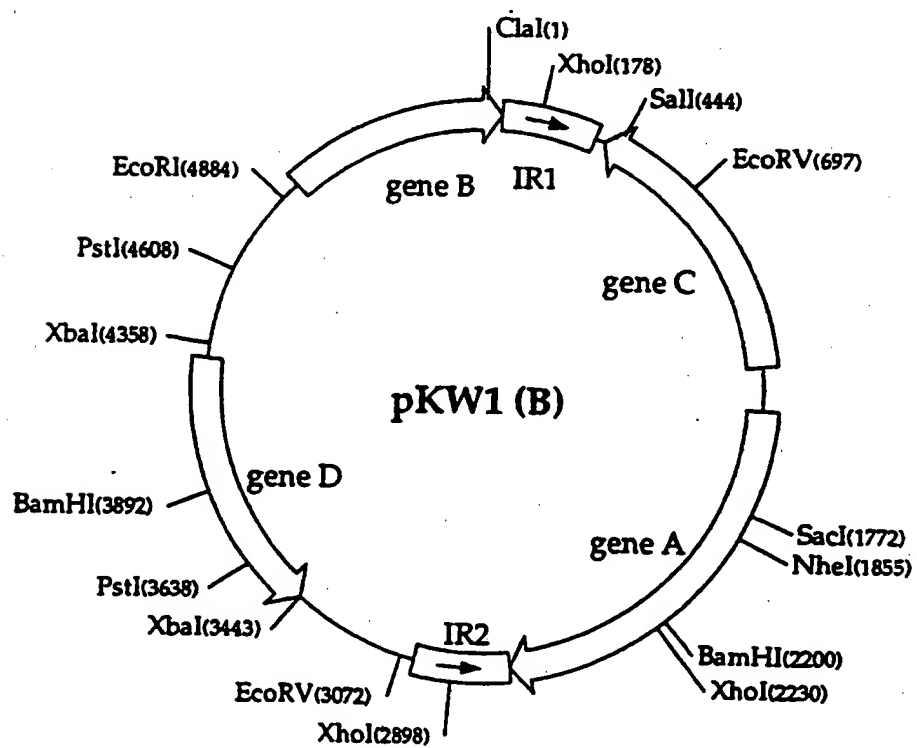 ClaI(1)
XhoI(178)
SalI(444)
EcoRV(697)
EcoRI(4884)
gene B
IR1
PstI(4608)
gene C
XbaI(4358)
pKW1 (B)
gene D
BamHI(3892)
gene A
SacI(1772)
NheI(1855)
PstI(3638)
XbaI(3443)
IR2
BamHI(2200)
EcoRV(3072)
XhoI(2230)
XhoI(2898)